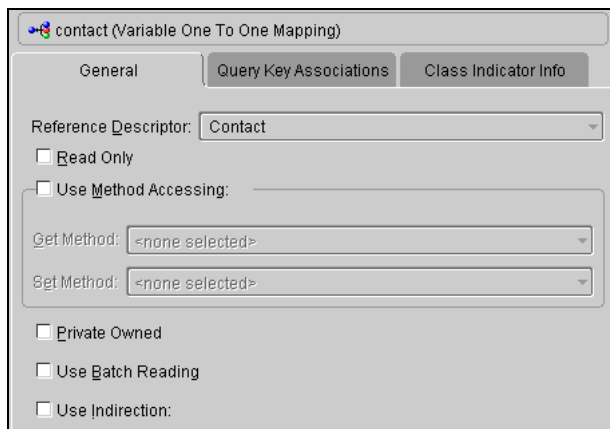 contact (Variable One To One Mapping)
General Query Key Associations Class Indicator Info
Reference Descriptor: Contact
Read Only
Use Method Accessing:
Get Method: <none selected>
Set Method: <none selected>
Private Owned
Use Batch Reading
Use Indirection: